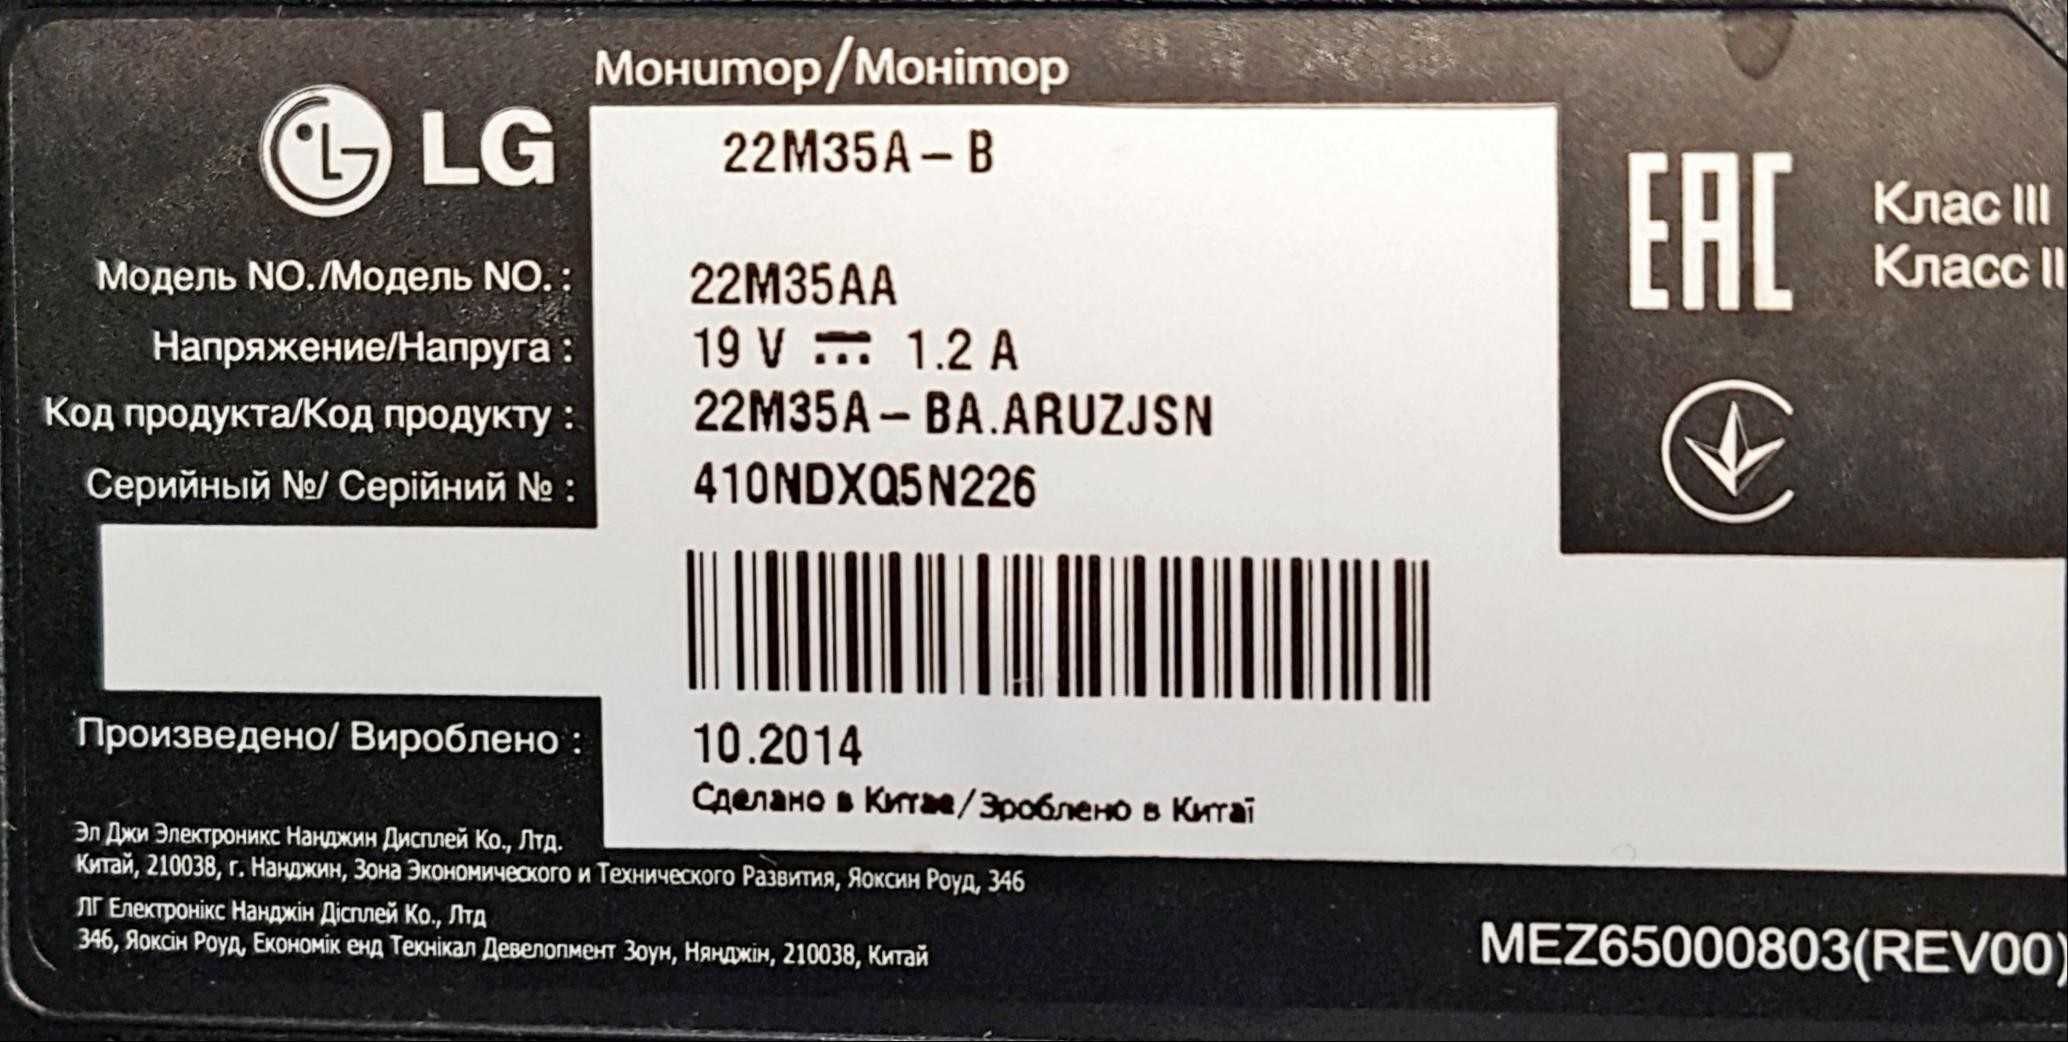 Монитор/Монітор
LG
22M35A-B
EAC
Клас III
Класс II
Модель NO./Модель NO.: 22M35AA
Напряжение/Напруга: 19 V 1.2 A
Код продукта/Код продукту: 22M35A-BA.ARUZJSN
Серийный №/ Серійний №: 410NDXQ5N226
Произведено/ Вироблено: 10.2014
Сделано в Китае/Зроблено в Китаї
Эл Джи Электроникс Нанджин Дисплей Ко., Лтд.
Китай, 210038, г. Нанджин, Зона Экономического и Технического Развития, Яоксин Роуд, 346
ЛГ Електронікс Нанджін Дісплей Ко., Лтд
346, Яоксін Роуд, Економік енд Текнікал Девелопмент Зоун, Нянджін, 210038, Китай
MEZ65000803(REV00)